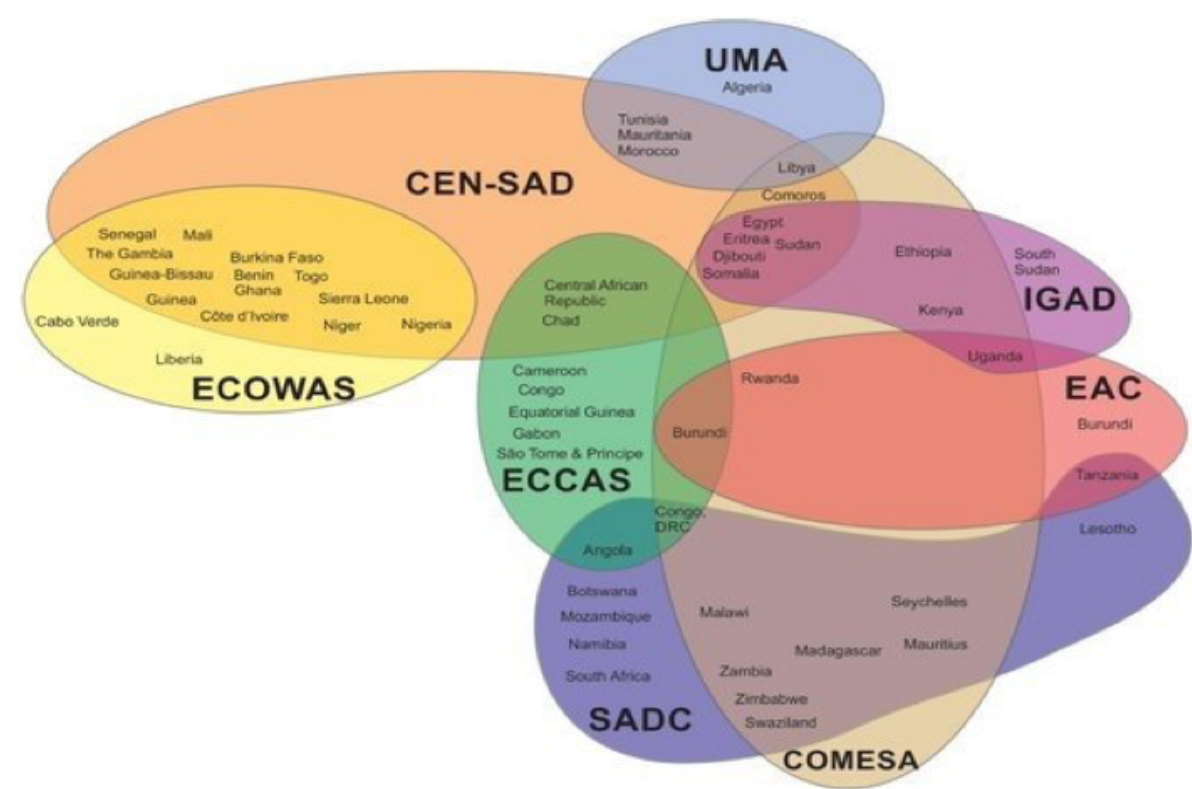 UMA
Algeria
Tunisia
Mauritania
Morocco
Libya
CEN-SAD
Comoros
Egypt
Eritrea
Sudan
Djibouti
Somalia
Ethiopia
Kenya
South
Sudan
IGAD
Uganda
Senegal
Mali
The Gambia
Burkina Faso
Guinea-Bissau
Benin
Togo
Ghana
Guinea
Sierra Leone
Côte d'Ivoire
Cabo Verde
Niger
Nigeria
Liberia
ECOWAS
Central African
Republic
Chad
Cameroon
Congo
Equatorial Guinea
Gabon
São Tome & Principe
ECCAS
Rwanda
Burundi
EAC
Burundi
Tanzania
Lesotho
Congo,
DRC
Angola
Botswana
Mozambique
Namibia
South Africa
SADC
Malawi
Seychelles
Madagascar
Mauritius
Zambia
Zimbabwe
Swaziland
COMESA